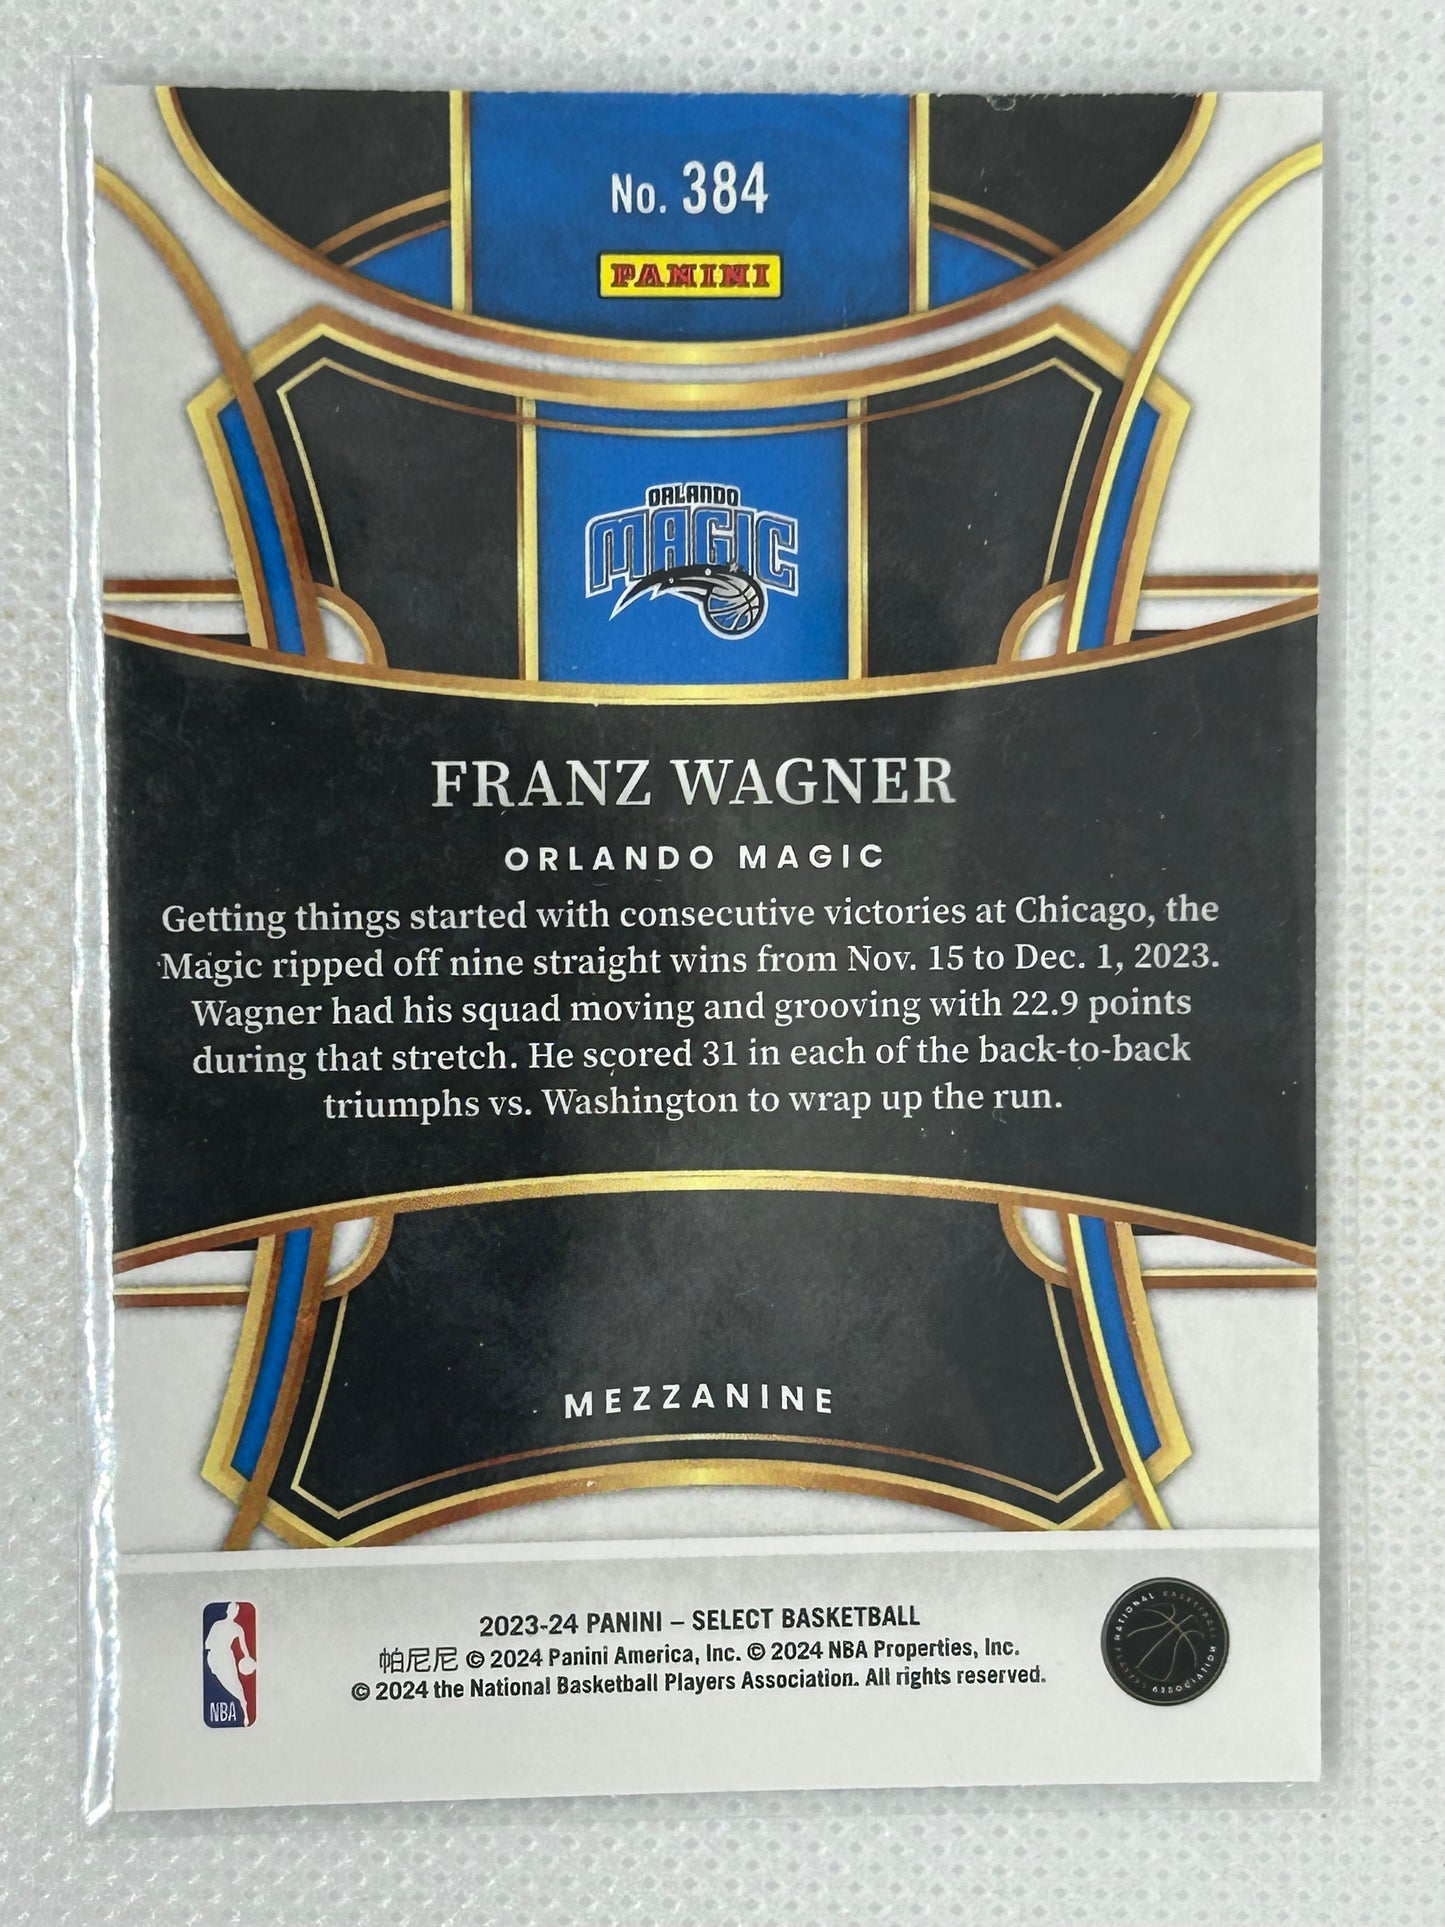 No. 384
PANINI
ORLANDO
MAGIC
FRANZ WAGNER
ORLANDO MAGIC
Getting things started with consecutive victories at Chicago, the
Magic ripped off nine straight wins from Nov. 15 to Dec. 1, 2023.
Wagner had his squad moving and grooving with 22.9 points
during that stretch. He scored 31 in each of the back-to-back
triumphs vs. Washington to wrap up the run.
MEZZANINE
2023-24 PANINI – SELECT BASKETBALL
帕尼尼 © 2024 Panini America, Inc. © 2024 NBA Properties, Inc.
© 2024 the National Basketball Players Association. All rights reserved.
NBA
NATIONAL BASKETBALL
PLAYERS ASSOCIATION